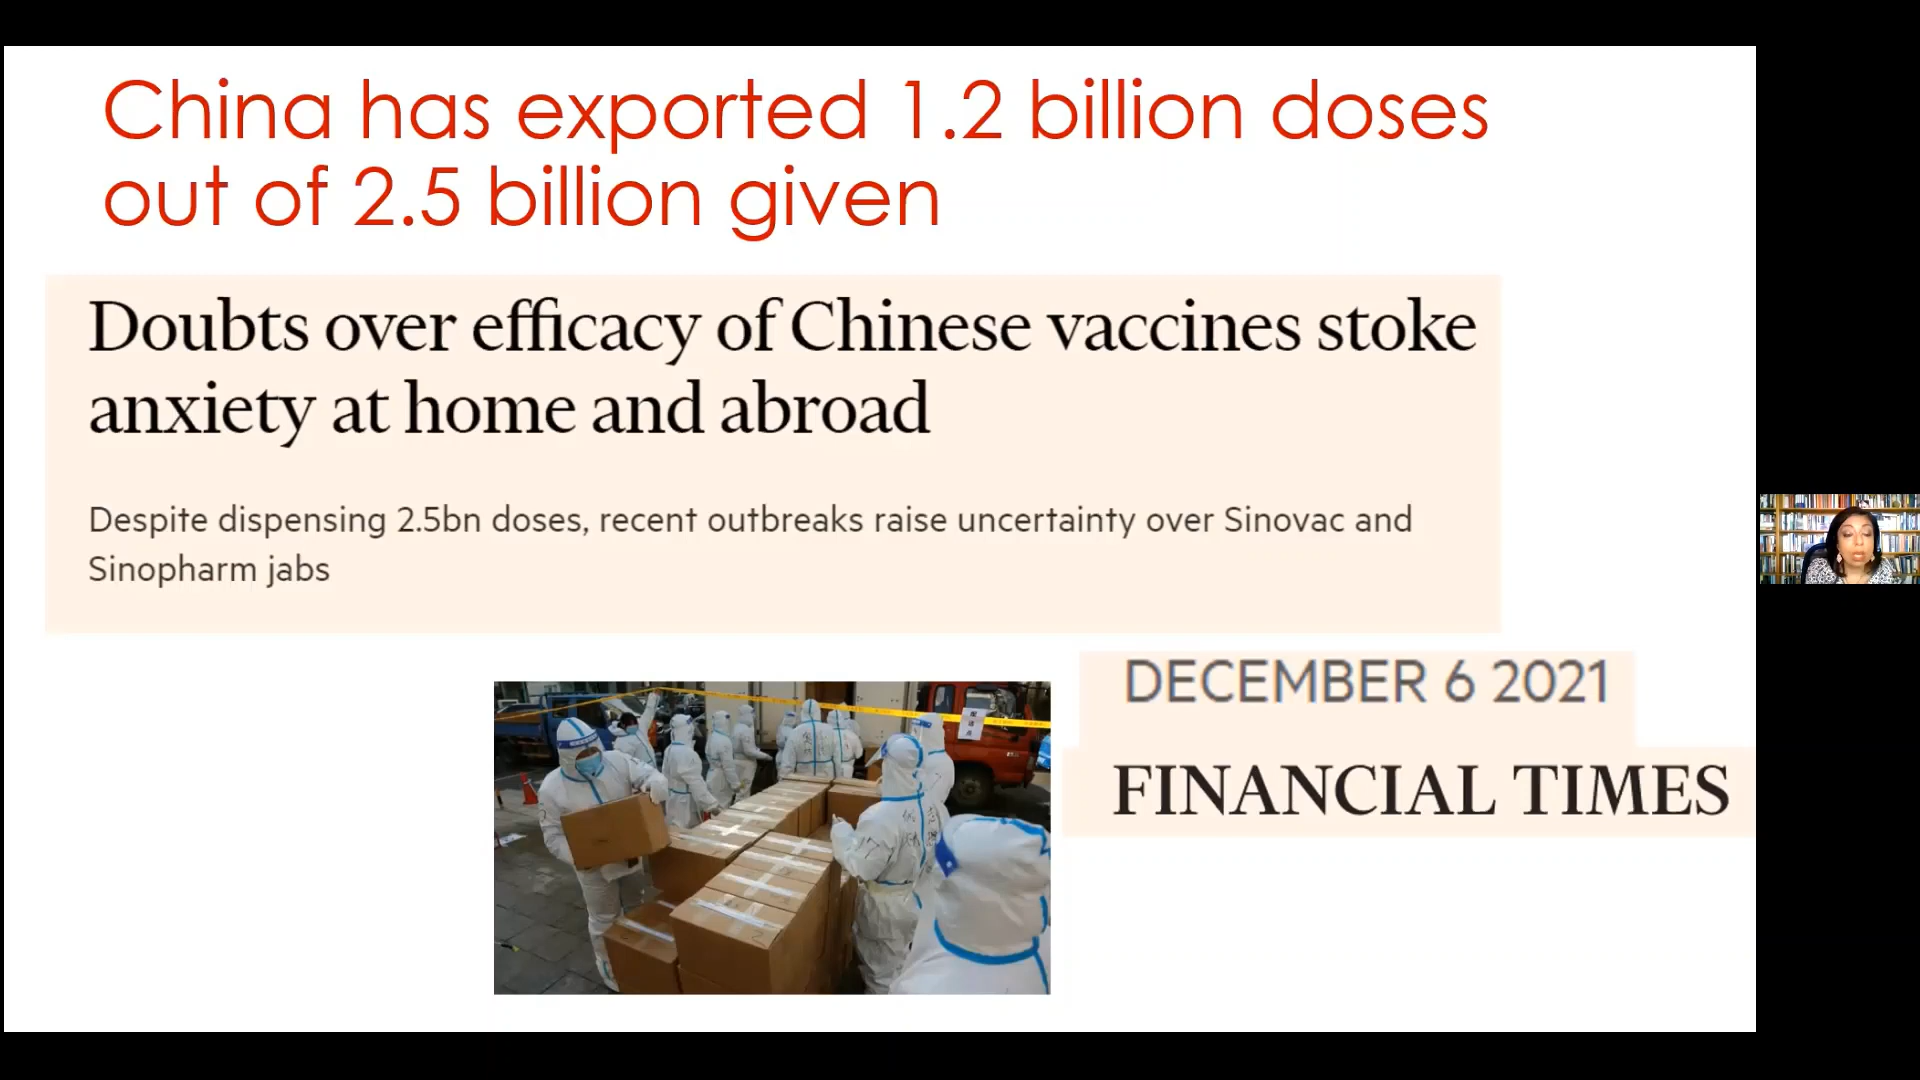 China has exported 1.2 billion doses
out of 2.5 billion given
Doubts over efficacy of Chinese vaccines stoke
anxiety at home and abroad
Despite dispensing 2.5bn doses, recent outbreaks raise uncertainty over Sinovac and
Sinopharm jabs
DECEMBER 6 2021
FINANCIAL TIMES